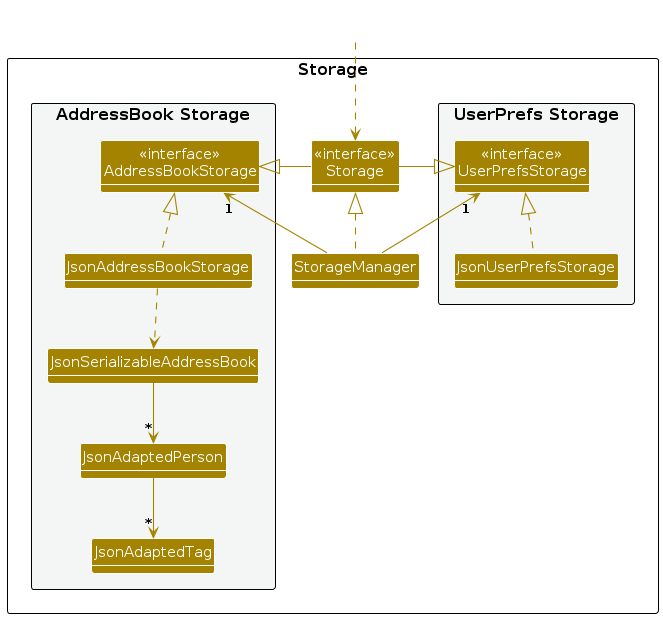 Storage
AddressBook Storage
UserPrefs Storage
«interface»
AddressBookStorage
«interface»
Storage
«interface»
UserPrefsStorage
1
1
JsonAddressBookStorage
StorageManager
JsonUserPrefsStorage
JsonSerializableAddressBook
*
JsonAdaptedPerson
*
JsonAdaptedTag